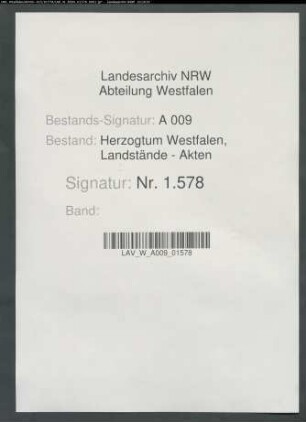 Landesarchiv NRW
Abteilung Westfalen
Bestands-Signatur: A 009
Bestand: Herzogtum Westfalen,
Landstände - Akten
Signatur: Nr. 1.578
Band:
LAV_W_A009_01578